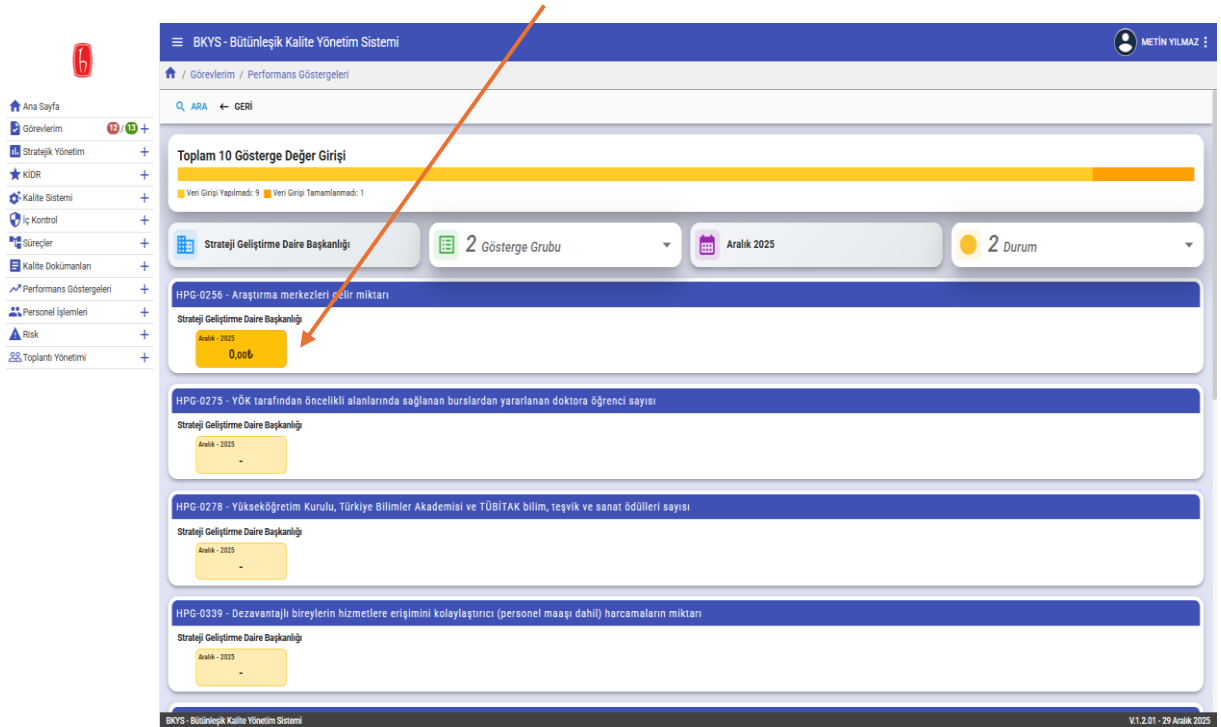 BKYS - Bütünleşik Kalite Yönetim Sistemi
METİN YILMAZ
/ Görevlerim / Performans Göstergeleri
ARA GERİ
Ana Sayfa
Görevlerim 12 / 13 +
Stratejik Yönetim +
KİDR +
Kalite Sistemi +
İç Kontrol +
Süreçler +
Kalite Dokümanları +
Performans Göstergeleri +
Personel İşlemleri +
Risk +
Toplantı Yönetimi +
Toplam 10 Gösterge Değer Girişi
Veri Girişi Yapılmadı: 9 Veri Girişi Tamamlanmadı: 1
Strateji Geliştirme Daire Başkanlığı
2 Gösterge Grubu
Aralık 2025
2 Durum
HPG-0256 - Araştırma merkezleri gelir miktarı
Strateji Geliştirme Daire Başkanlığı
Aralık - 2025
0,00₺
HPG-0275 - YÖK tarafından öncelikli alanlarında sağlanan burslardan yararlanan doktora öğrenci sayısı
Strateji Geliştirme Daire Başkanlığı
Aralık - 2025
-
HPG-0278 - Yükseköğretim Kurulu, Türkiye Bilimler Akademisi ve TÜBİTAK bilim, teşvik ve sanat ödülleri sayısı
Strateji Geliştirme Daire Başkanlığı
Aralık - 2025
-
HPG-0339 - Dezavantajlı bireylerin hizmetlere erişimini kolaylaştırıcı (personel maaşı dahil) harcamaların miktarı
Strateji Geliştirme Daire Başkanlığı
Aralık - 2025
-
BKYS - Bütünleşik Kalite Yönetim Sistemi
V.1.2.01 - 29 Aralık 2025